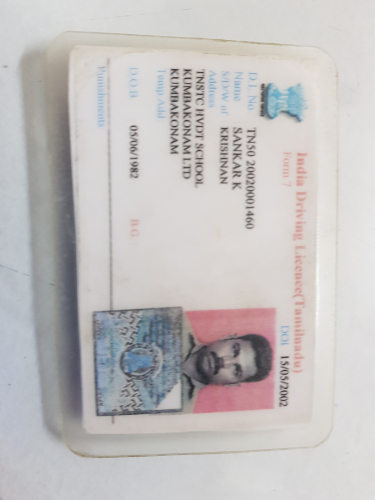 India Driving Licence(Tamilnadu)
Form 7
DOI 15/05/2002
D.L.No TN50 20020001460
Name SANKAR K
S/D/W of KRISHNAN
Address TNSTC HVDT SCHOOL
KUMBAKONAM LTD
Temp.Add KUMBAKONAM
D.O.B 05/06/1982 B.G.
Punishments